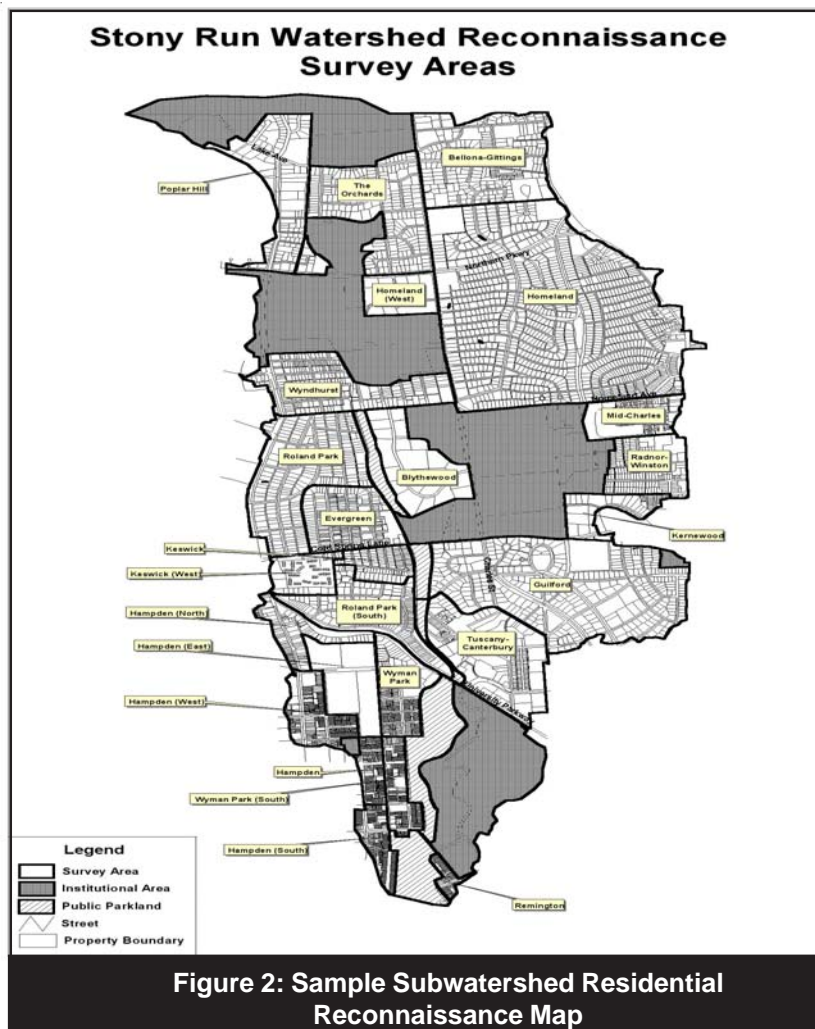 Stony Run Watershed Reconnaissance
Survey Areas
Lake Ave
Bellona-Gittings
Poplar Hill
The
Orchards
Northern Pkwy
Homeland
(West)
Homeland
Homeland Ave
Wyndhurst
Mid-Charles
Roland Park
Blythewood
Radnor-
Winston
Evergreen
Kernewood
Keswick
Cold Spring Lane
Keswick (West)
Charles St
Guilford
Hampden (North)
Roland Park
(South)
Hampden (East)
Tuscany-
Canterbury
Wyman
Park
Hampden (West)
University Parkway
Hampden
Wyman Park (South)
Hampden (South)
Remington
Legend
Survey Area
Institutional Area
Public Parkland
Street
Property Boundary
Figure 2: Sample Subwatershed Residential
Reconnaissance Map